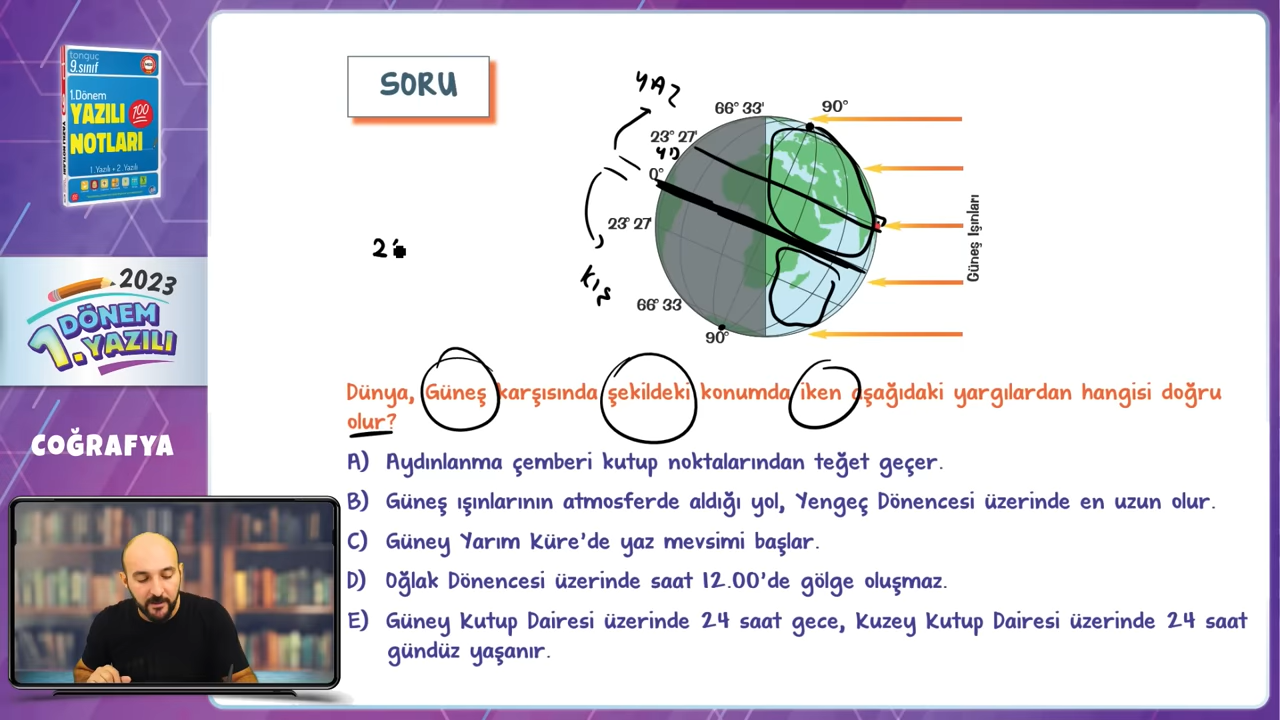 tonguç
9.sınıf
1.Dönem
YAZILI
100
NOTLARI
1.Yazılı • 2.Yazılı
2023
1. DÖNEM
YAZILI
COĞRAFYA
SORU
YAZ
66° 33'
90°
23° 27'
YD
0°
23° 27'
KIŞ
66° 33'
90°
Güneş Işınları
Dünya, Güneş karşısında şekildeki konumda iken aşağıdaki yargılardan hangisi doğru
olur?
A) Aydınlanma çemberi kutup noktalarından teğet geçer.
B) Güneş ışınlarının atmosferde aldığı yol, Yengeç Dönencesi üzerinde en uzun olur.
C) Güney Yarım Küre'de yaz mevsimi başlar.
D) Oğlak Dönencesi üzerinde saat 12.00'de gölge oluşmaz.
E) Güney Kutup Dairesi üzerinde 24 saat gece, Kuzey Kutup Dairesi üzerinde 24 saat
gündüz yaşanır.